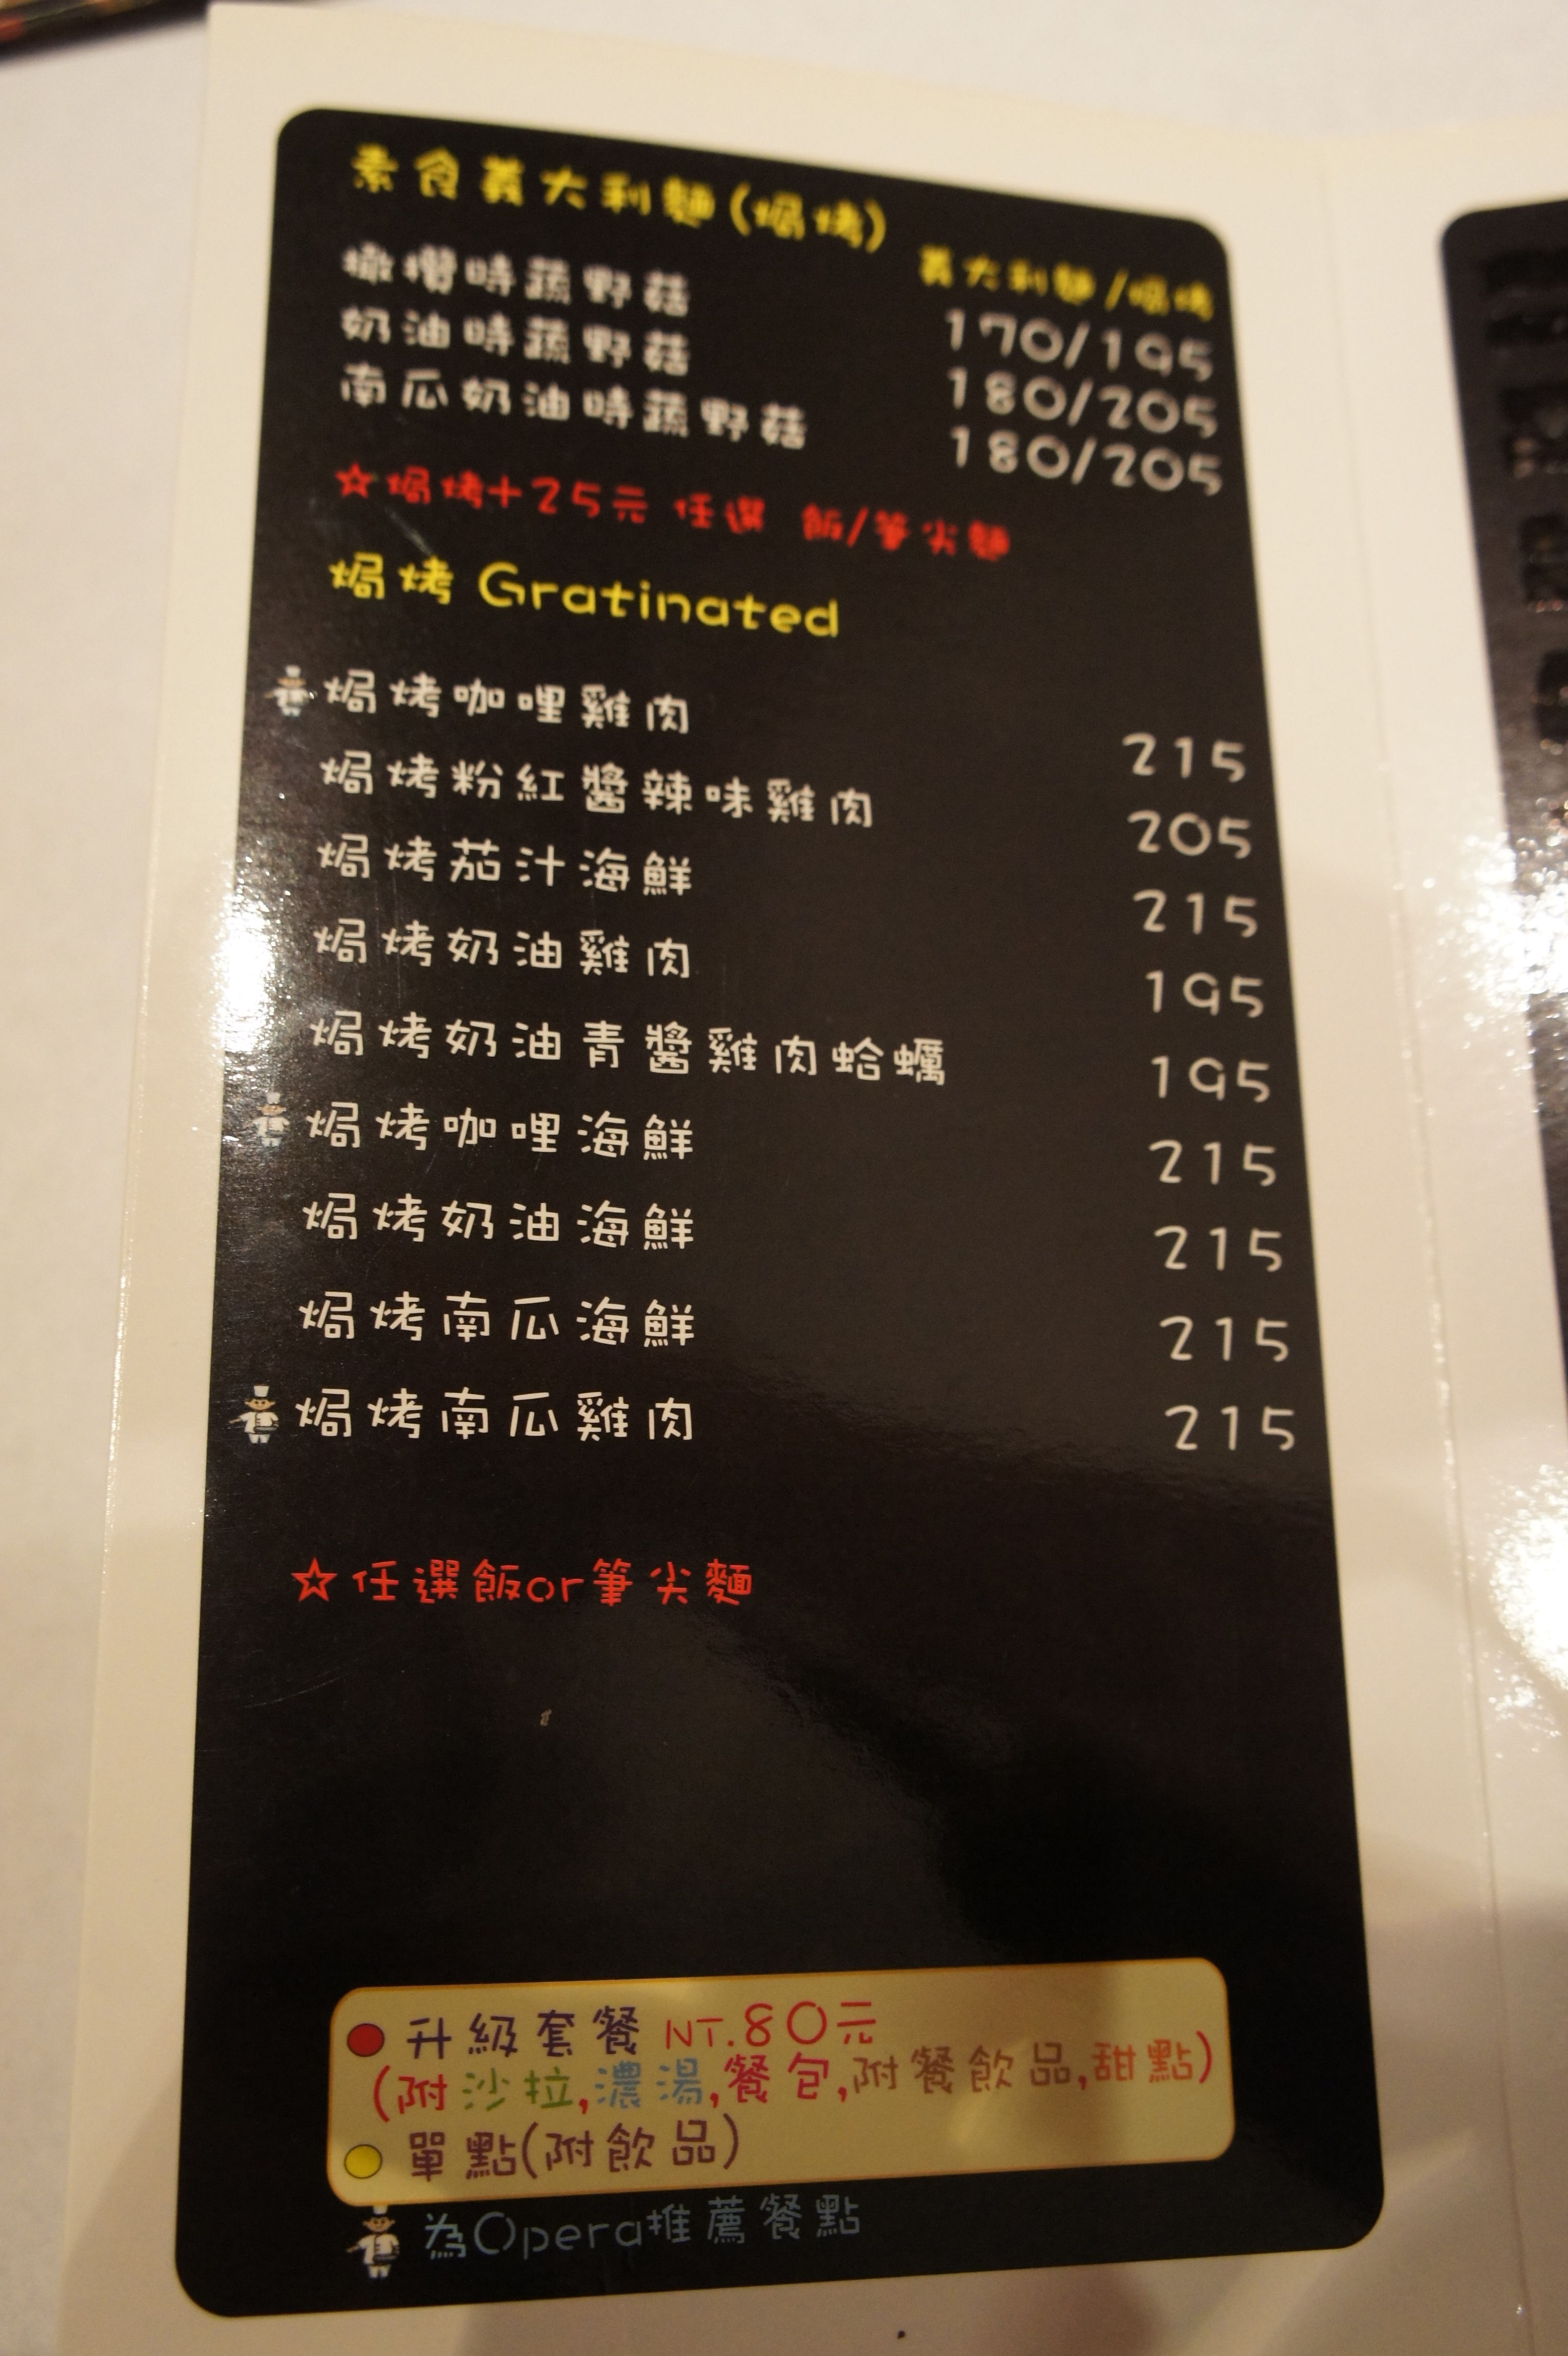 素食義大利麵(焗烤)
義大利麵/焗烤
橄欖時蔬野菇 170/195
奶油時蔬野菇 180/205
南瓜奶油時蔬野菇 180/205
☆焗烤+25元 任選 飯/筆尖麵
焗烤 Gratinated
焗烤咖哩雞肉 215
焗烤粉紅醬辣味雞肉 205
焗烤茄汁海鮮 215
焗烤奶油雞肉 195
焗烤奶油青醬雞肉蛤蠣 195
焗烤咖哩海鮮 215
焗烤奶油海鮮 215
焗烤南瓜海鮮 215
焗烤南瓜雞肉 215
☆任選飯or筆尖麵
升級套餐 NT.80元
(附沙拉,濃湯,餐包,附餐飲品,甜點)
單點(附飲品)
為Opera推薦餐點